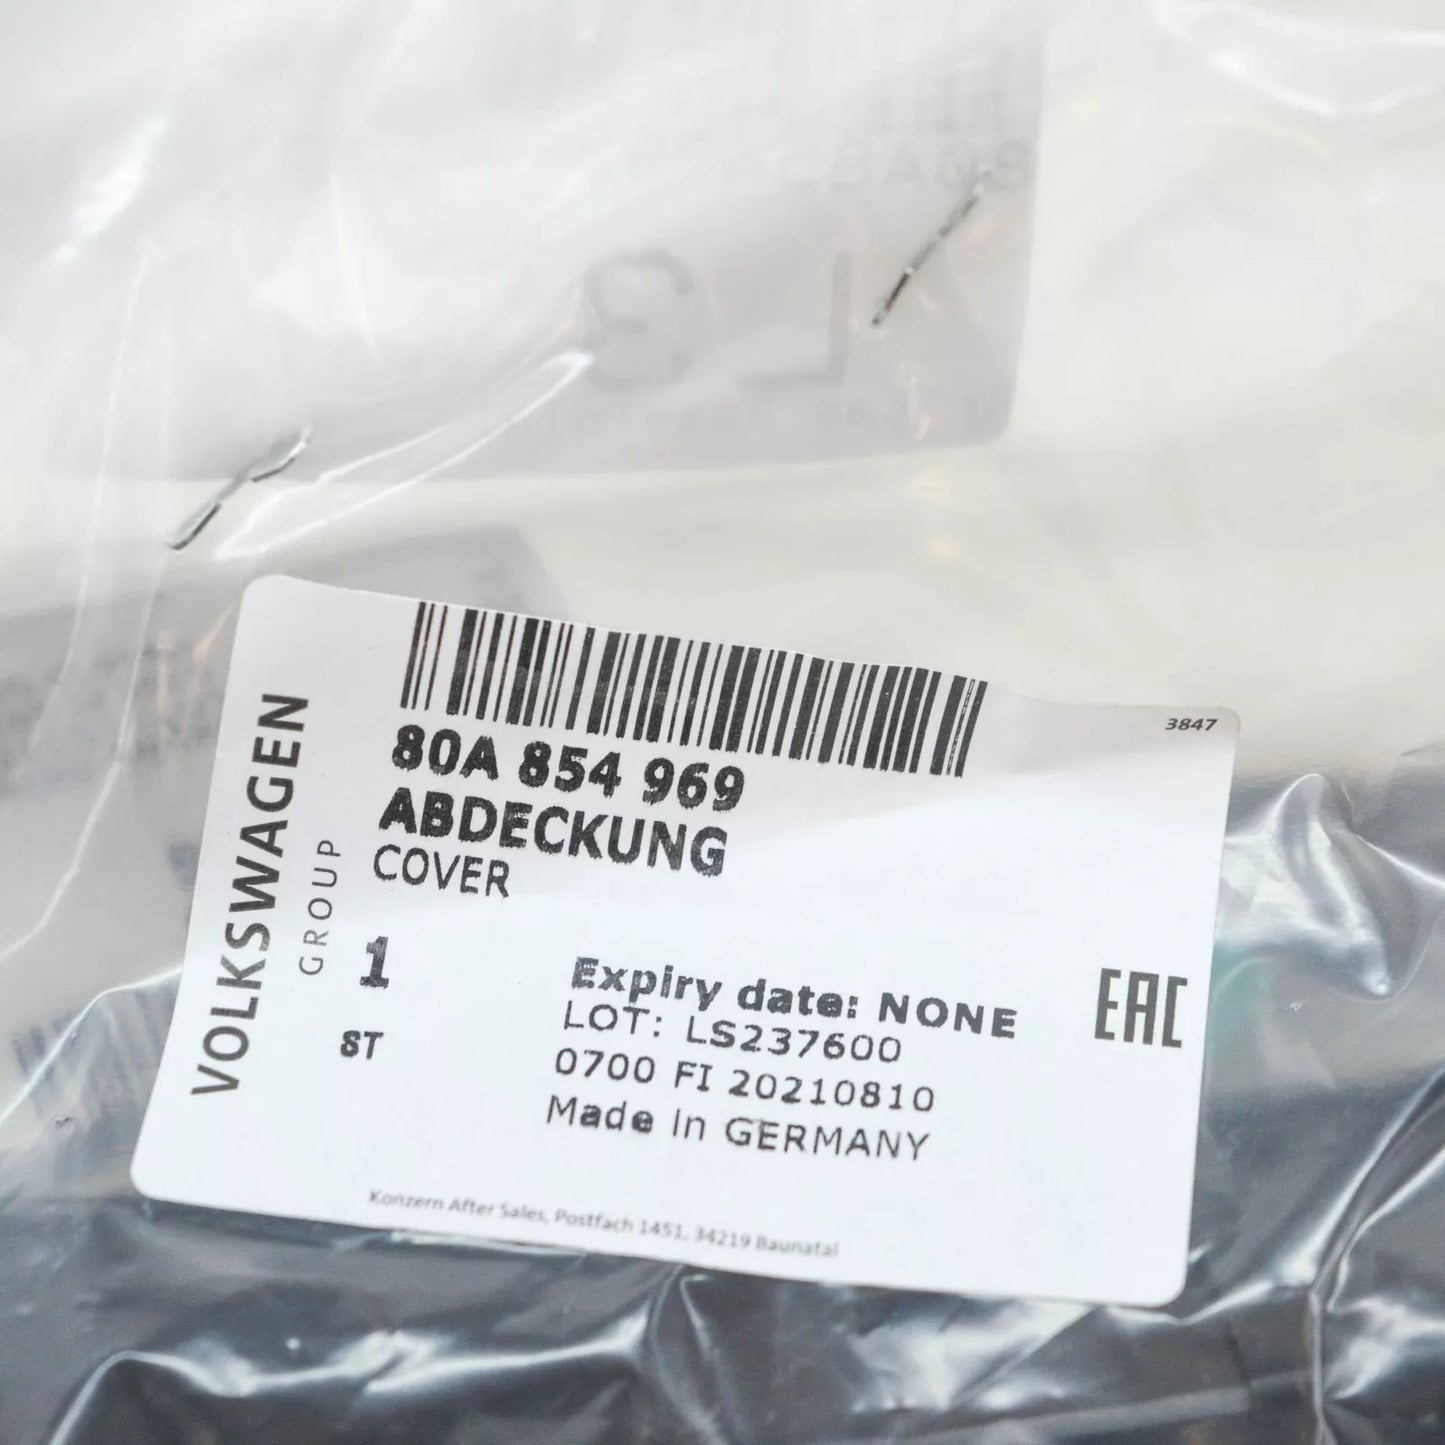 3847
80A 854 969
ABDECKUNG
COVER
VOLKSWAGEN
GROUP
1
ST
Expiry date: NONE
LOT: LS237600
0700 FI 20210810
Made in GERMANY
EAC
Konzern After Sales, Postfach 1451, 34219 Baunatal